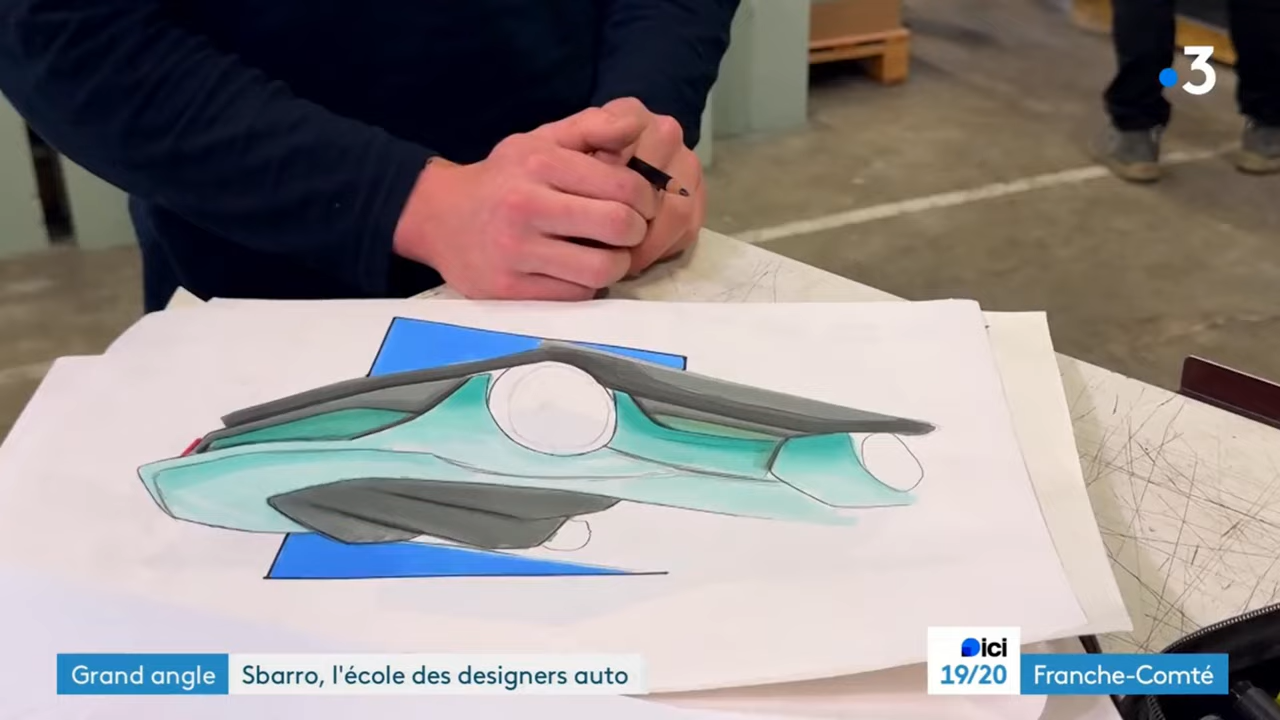 3
Grand angle
Sbarro, l'école des designers auto
ici
19/20
Franche-Comté